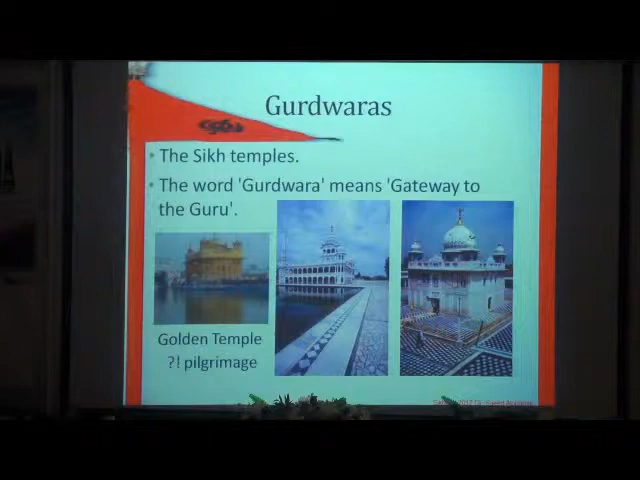 Gurdwaras
• The Sikh temples.
• The word 'Gurdwara' means 'Gateway to
the Guru'.
Golden Temple
?! pilgrimage